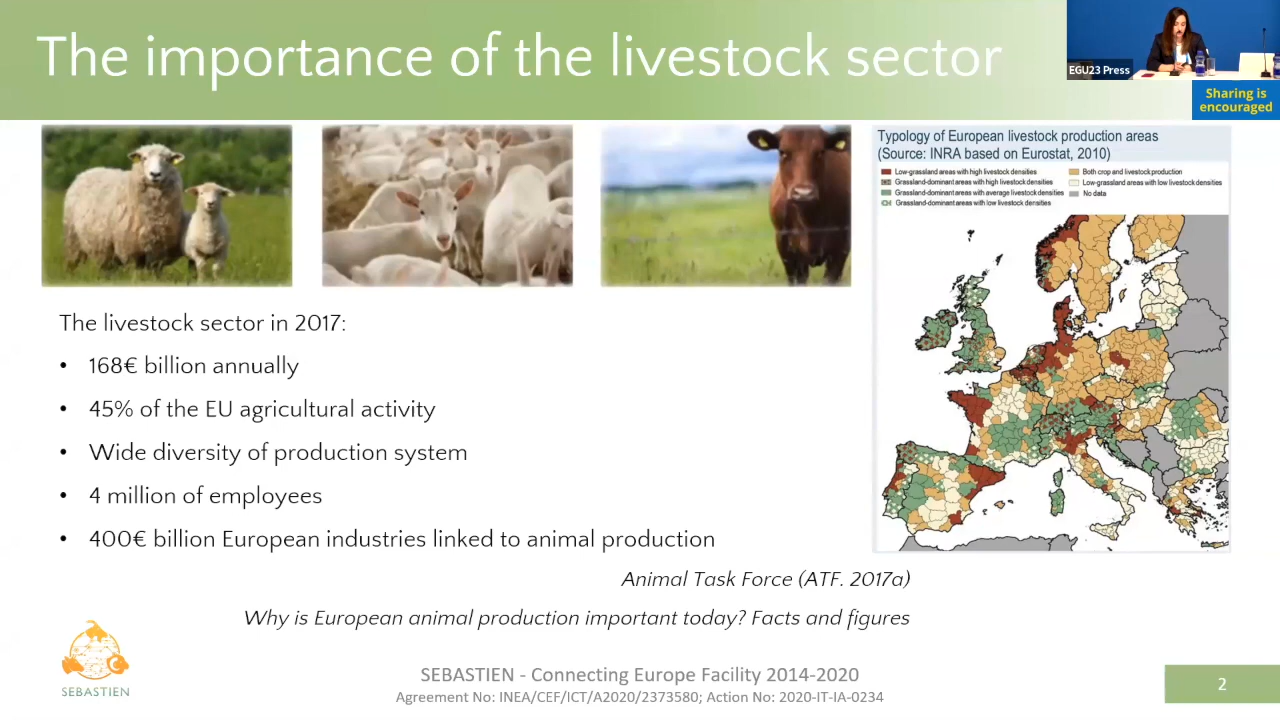 The importance of the livestock sector
EGU23 Press
Sharing is
encouraged
Typology of European livestock production areas
(Source: INRA based on Eurostat, 2010)
Low-grassland areas with high livestock densities
Grassland-dominant areas with high livestock densities
Grassland-dominant areas with average livestock densities
Grassland-dominant areas with low livestock densities
Both crop and livestock production
Low-grassland areas with low livestock densities
No data
The livestock sector in 2017:
• 168€ billion annually
• 45% of the EU agricultural activity
• Wide diversity of production system
• 4 million of employees
• 400€ billion European industries linked to animal production
Animal Task Force (ATF. 2017a)
Why is European animal production important today? Facts and figures
SEBASTIEN
SEBASTIEN - Connecting Europe Facility 2014-2020
Agreement No: INEA/CEF/ICT/A2020/2373580; Action No: 2020-IT-IA-0234
2